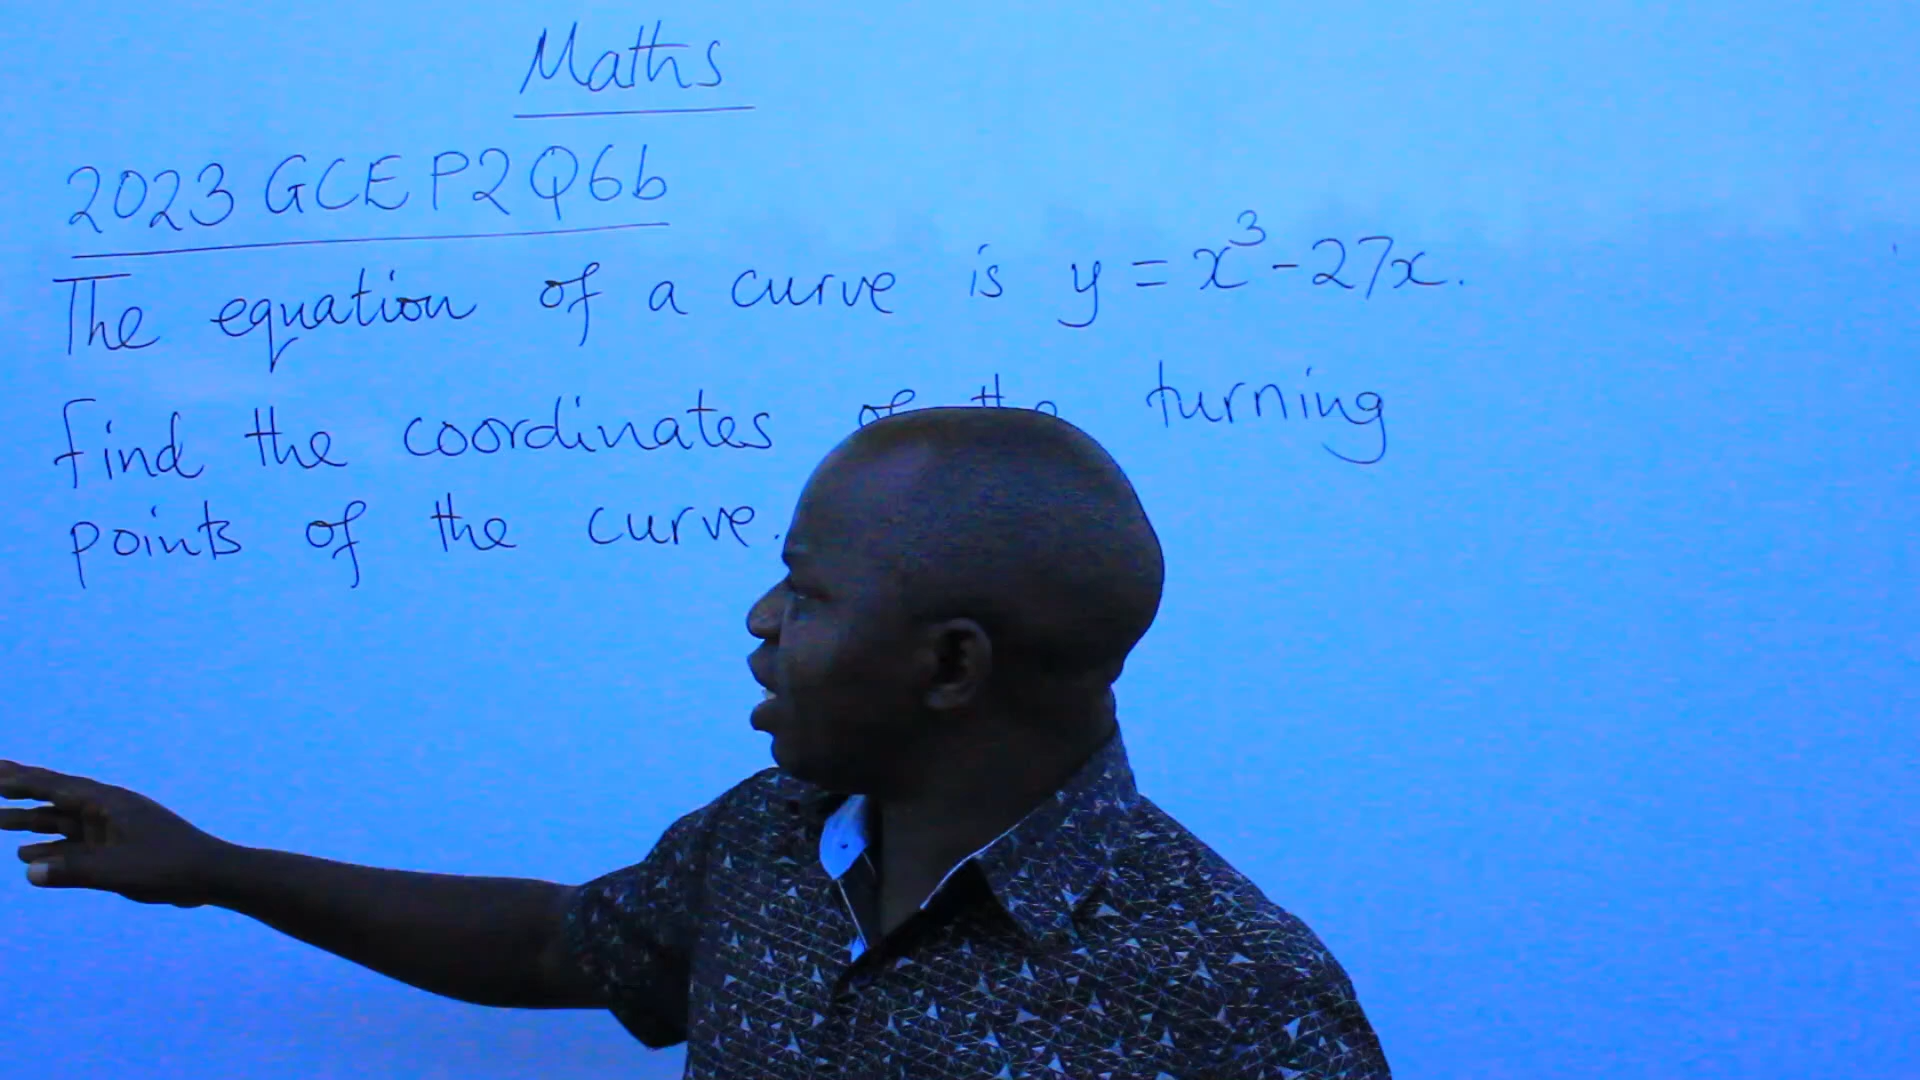 Maths
2023 GCE P2 Q6b
The equation of a curve is y = x³ - 27x.
find the coordinates of the turning
points of the curve.